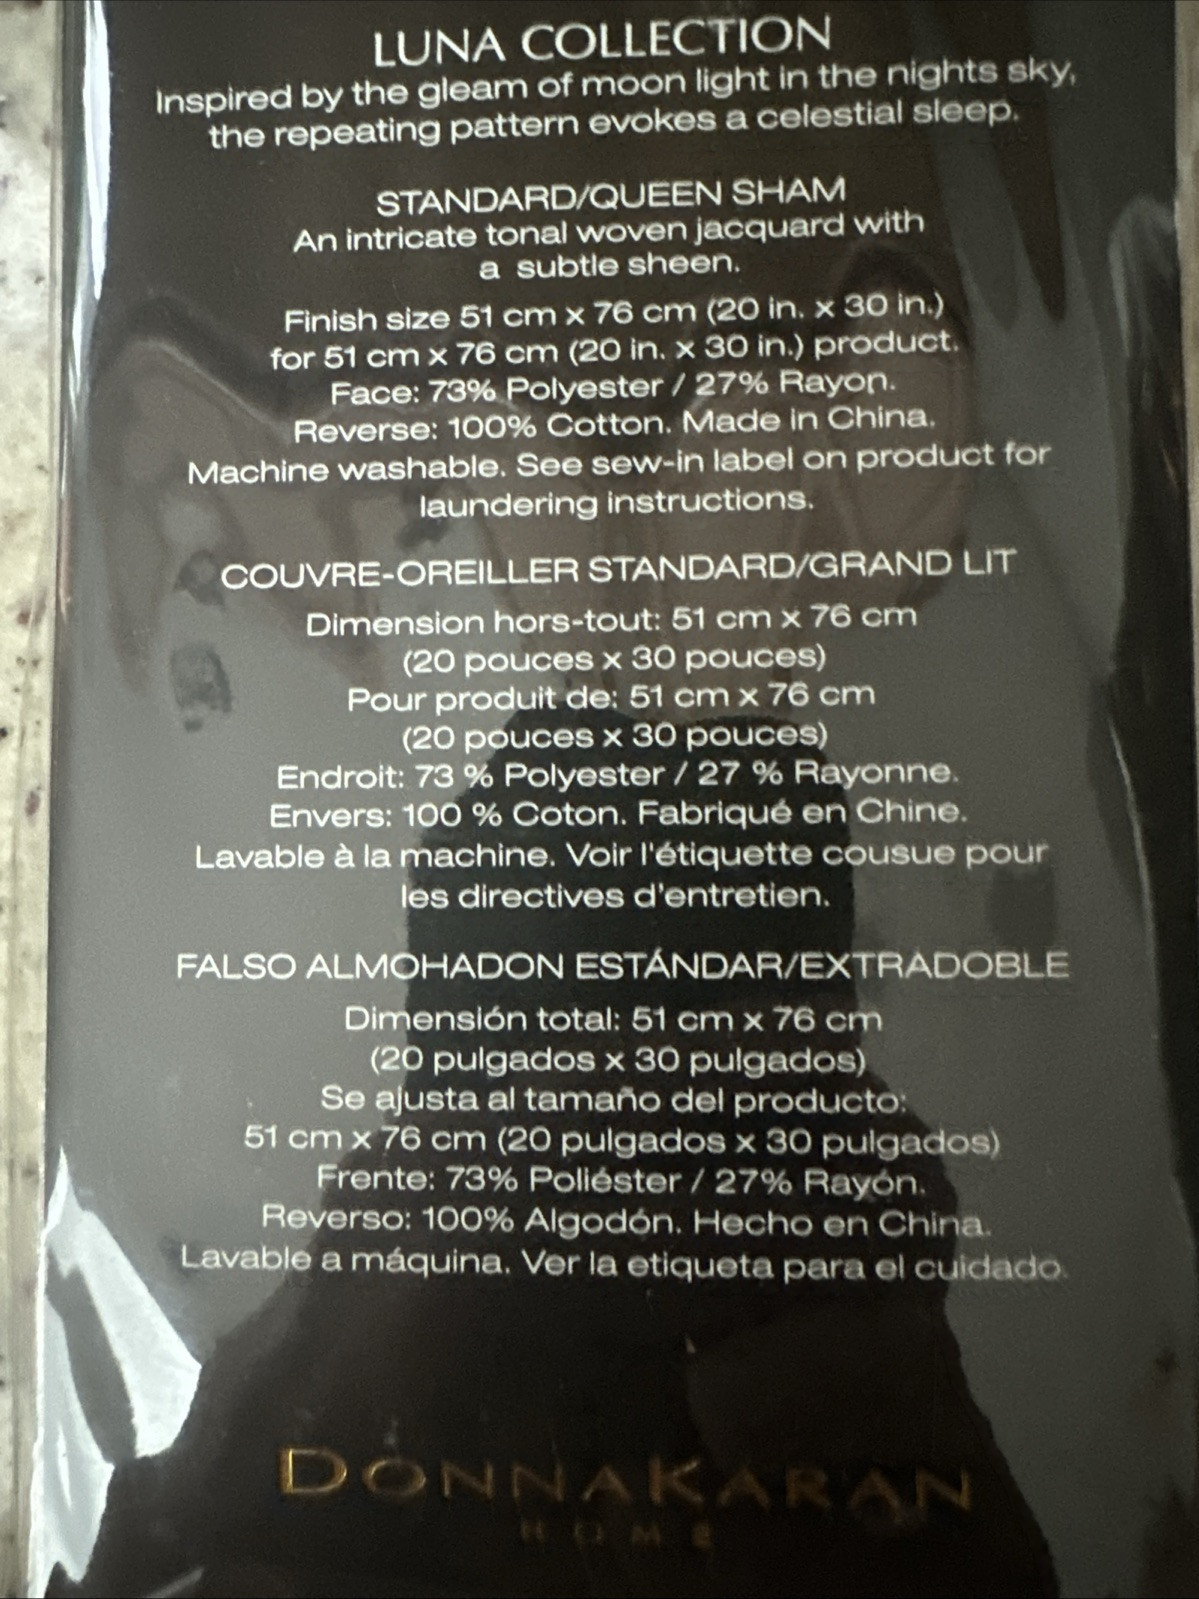 LUNA COLLECTION
Inspired by the gleam of moon light in the nights sky,
the repeating pattern evokes a celestial sleep.
STANDARD/QUEEN SHAM
An intricate tonal woven jacquard with
a subtle sheen.
Finish size 51 cm x 76 cm (20 in. x 30 in.)
for 51 cm x 76 cm (20 in. x 30 in.) product.
Face: 73% Polyester / 27% Rayon.
Reverse: 100% Cotton. Made in China.
Machine washable. See sew-in label on product for
laundering instructions.
COUVRE-OREILLER STANDARD/GRAND LIT
Dimension hors-tout: 51 cm x 76 cm
(20 pouces x 30 pouces)
Pour produit de: 51 cm x 76 cm
(20 pouces x 30 pouces)
Endroit: 73 % Polyester / 27 % Rayonne.
Envers: 100 % Coton. Fabriqué en Chine.
Lavable à la machine. Voir l'étiquette cousue pour
les directives d'entretien.
FALSO ALMOHADON ESTÁNDAR/EXTRADOBLE
Dimensión total: 51 cm x 76 cm
(20 pulgados x 30 pulgados)
Se ajusta al tamaño del producto:
51 cm x 76 cm (20 pulgados x 30 pulgados)
Frente: 73% Poliéster / 27% Rayón.
Reverso: 100% Algodón. Hecho en China.
Lavable a máquina. Ver la etiqueta para el cuidado.
DONNAKARAN
HOME